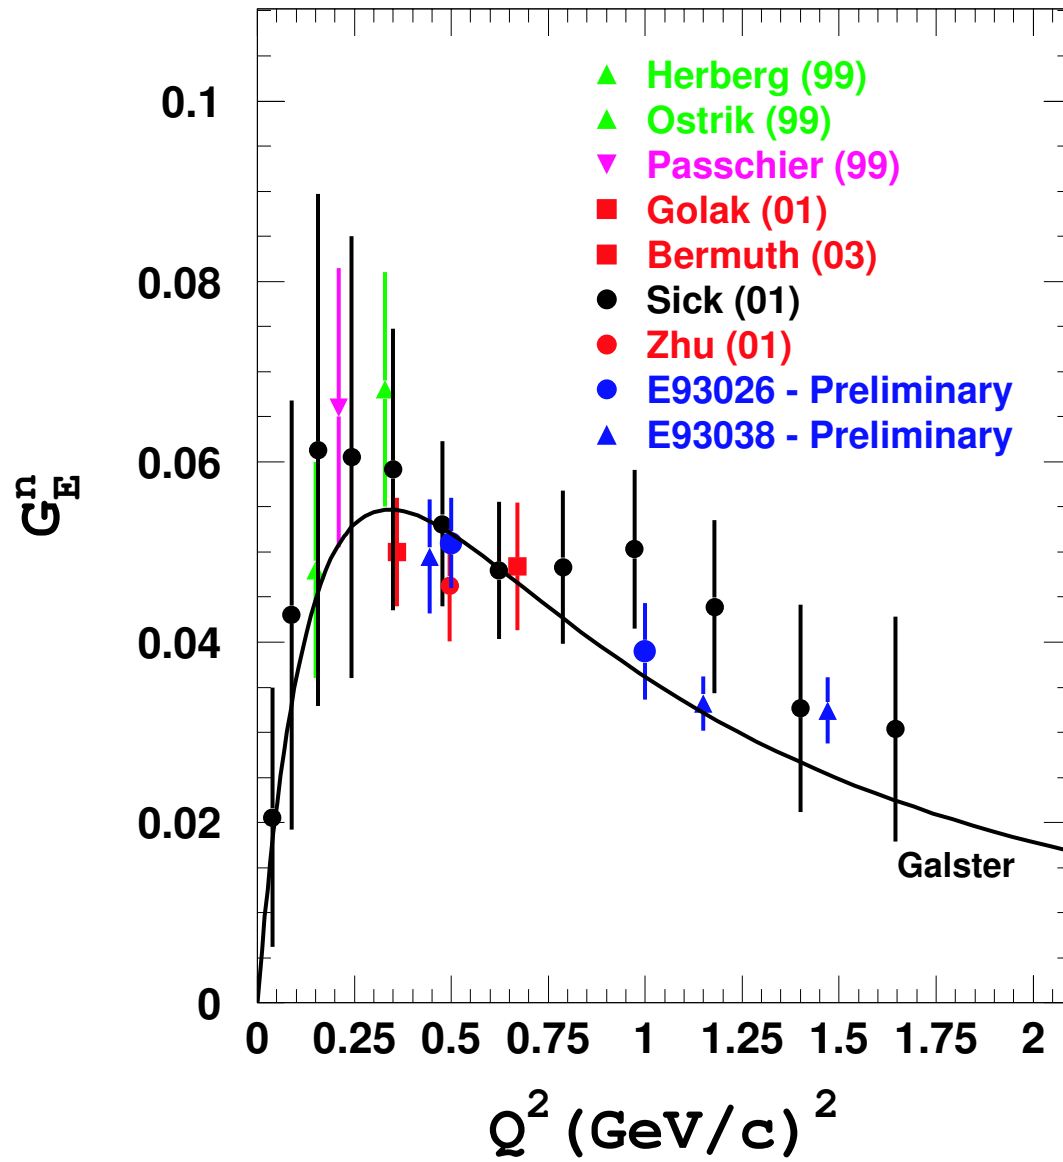 Herberg (99)
Ostrik (99)
Passchier (99)
Golak (01)
Bermuth (03)
Sick (01)
Zhu (01)
E93026 - Preliminary
E93038 - Preliminary
0.1
0.08
0.06
0.04
0.02
0
G_E^n
Galster
0 0.25 0.5 0.75 1 1.25 1.5 1.75 2
Q^2 (GeV/c)^2